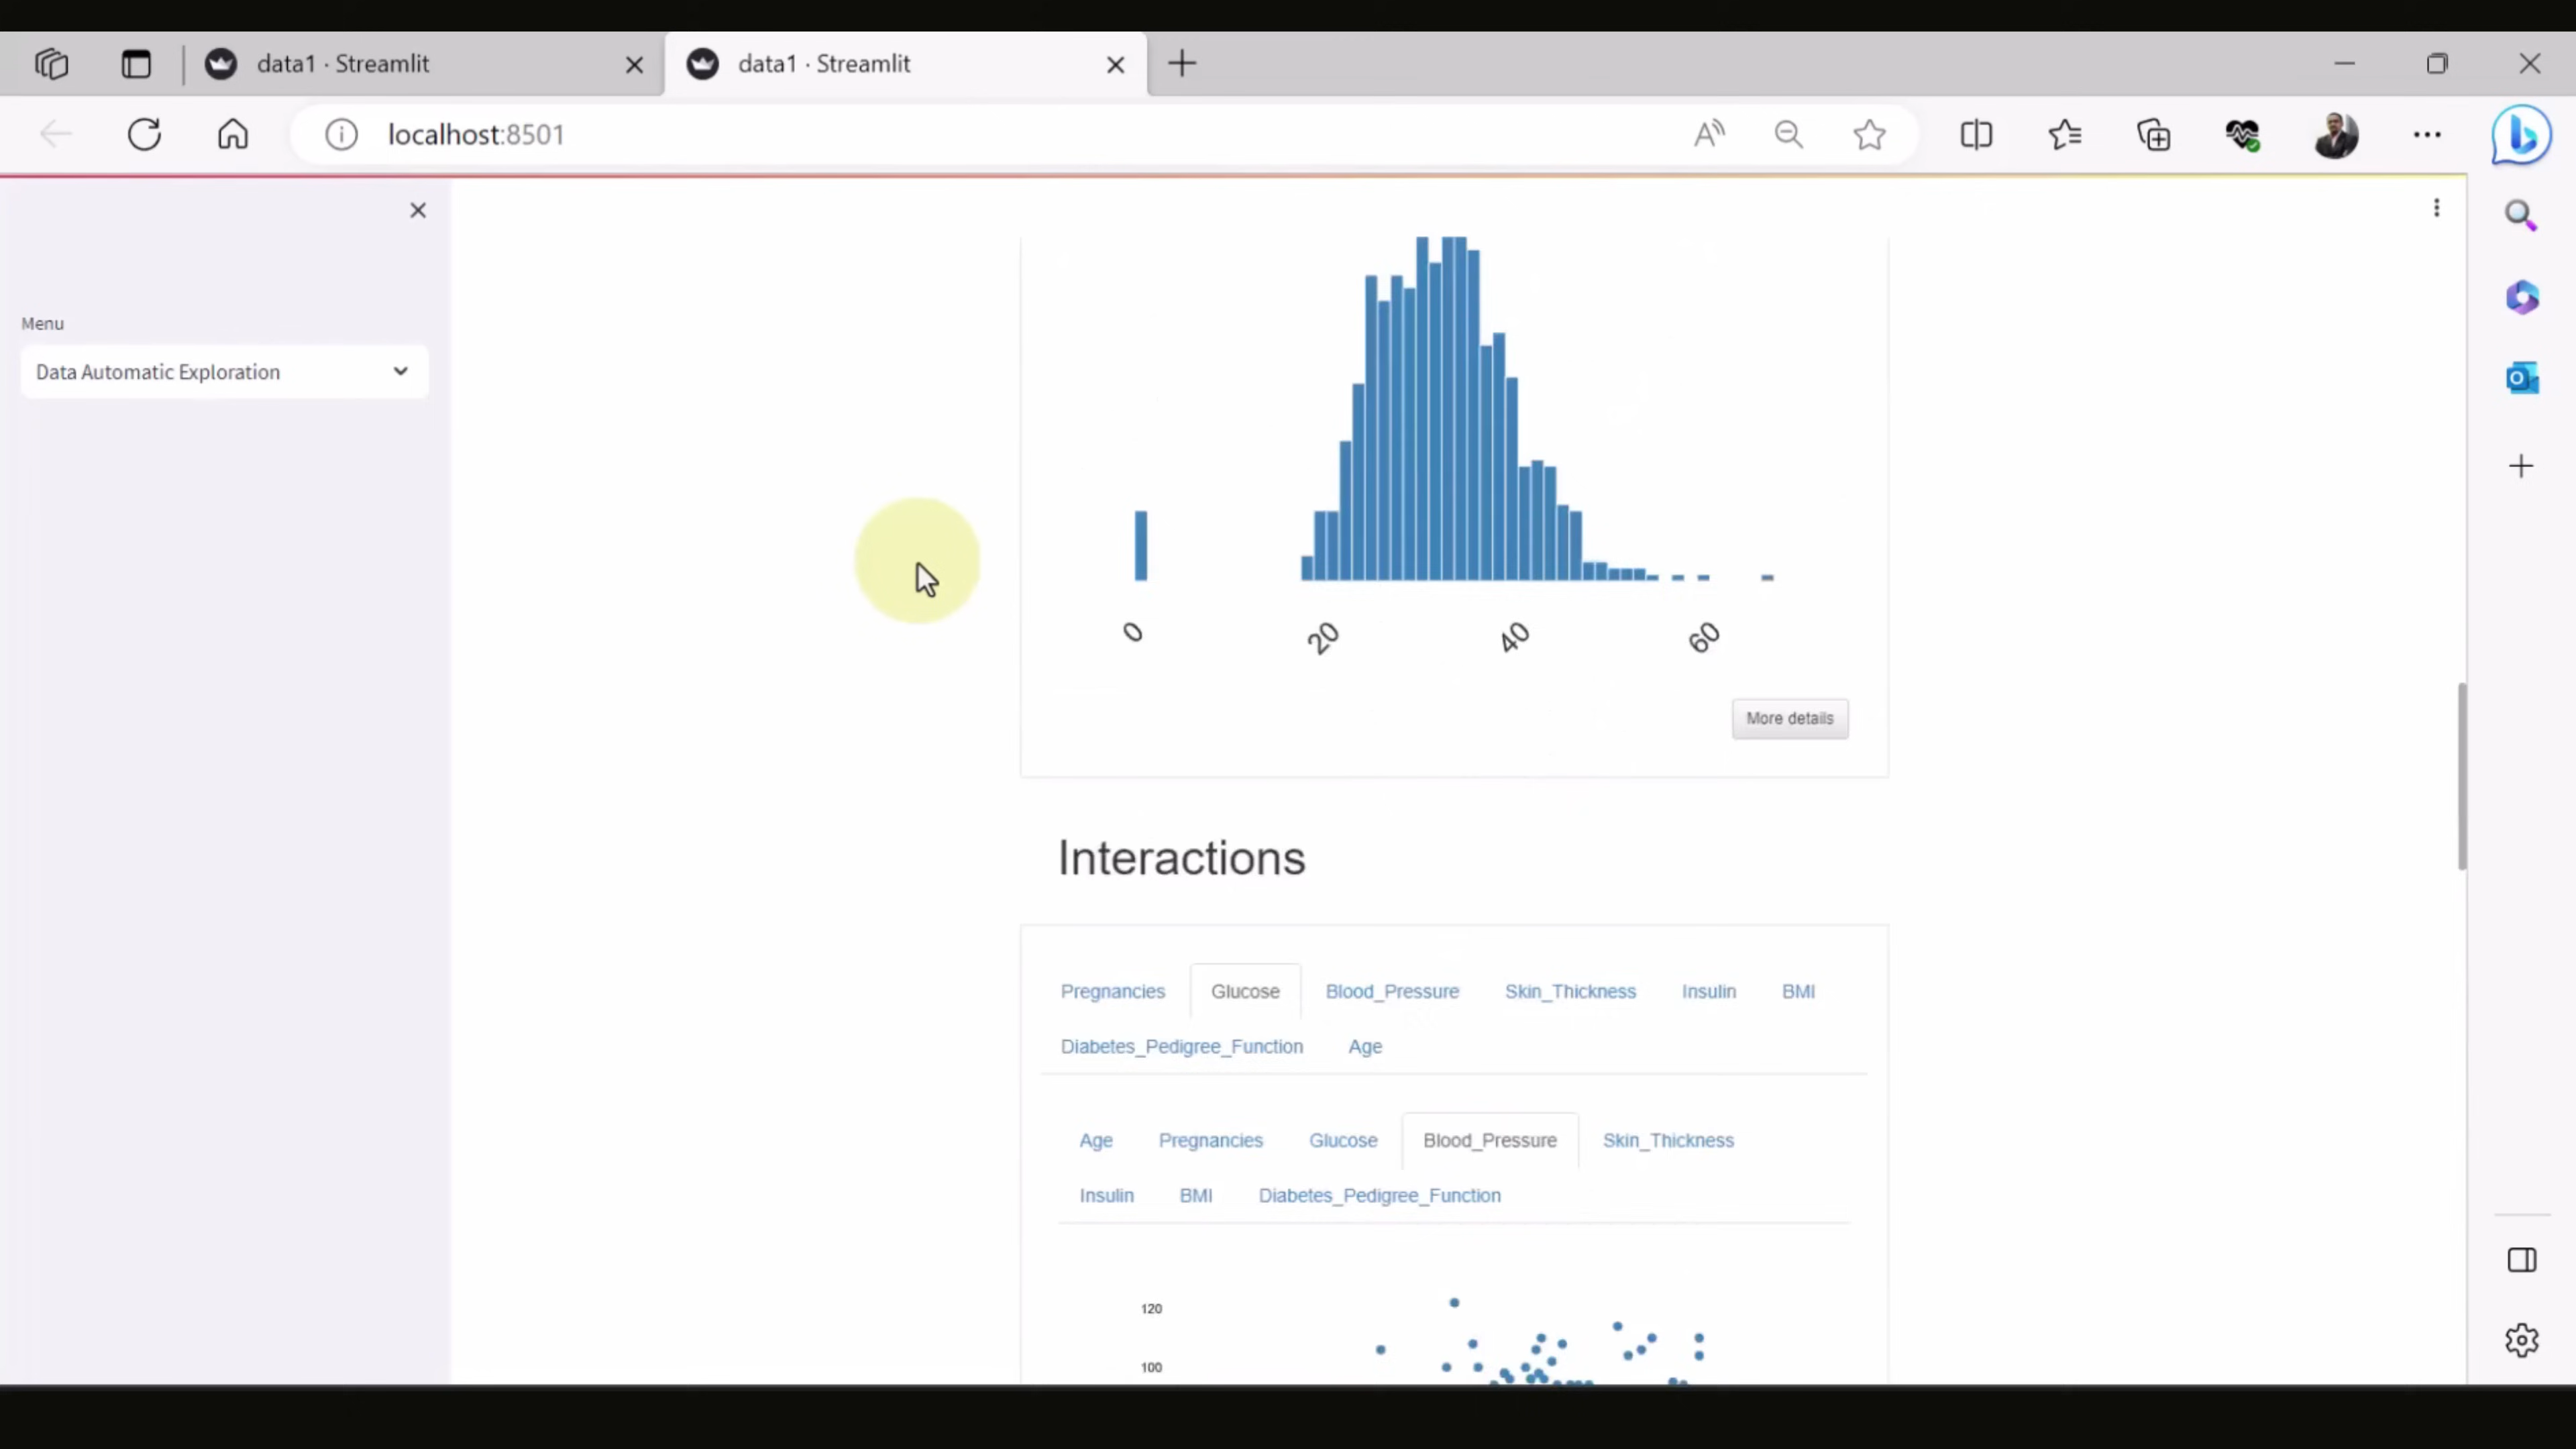 data1 · Streamlit
data1 · Streamlit
localhost:8501
Menu
Data Automatic Exploration
0 20 40 60
More details
Interactions
Pregnancies Glucose Blood_Pressure Skin_Thickness Insulin BMI
Diabetes_Pedigree_Function Age
Age Pregnancies Glucose Blood_Pressure Skin_Thickness
Insulin BMI Diabetes_Pedigree_Function
120
100